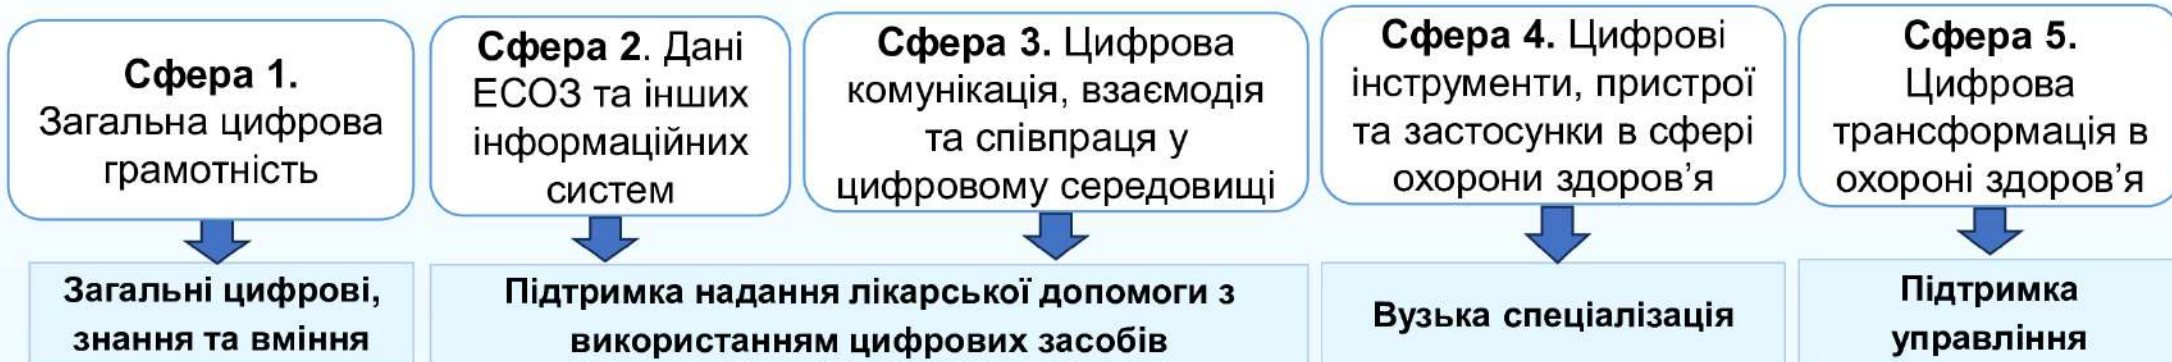 Сфера 1.
Загальна цифрова
грамотність
Сфера 2. Дані
ЕСОЗ та інших
інформаційних
систем
Сфера 3. Цифрова
комунікація, взаємодія
та співпраця у
цифровому середовищі
Сфера 4. Цифрові
інструменти, пристрої
та застосунки в сфері
охорони здоров’я
Сфера 5.
Цифрова
трансформація в
охороні здоров’я
Загальні цифрові,
знання та вміння
Підтримка надання лікарської допомоги з
використанням цифрових засобів
Вузька спеціалізація
Підтримка
управління